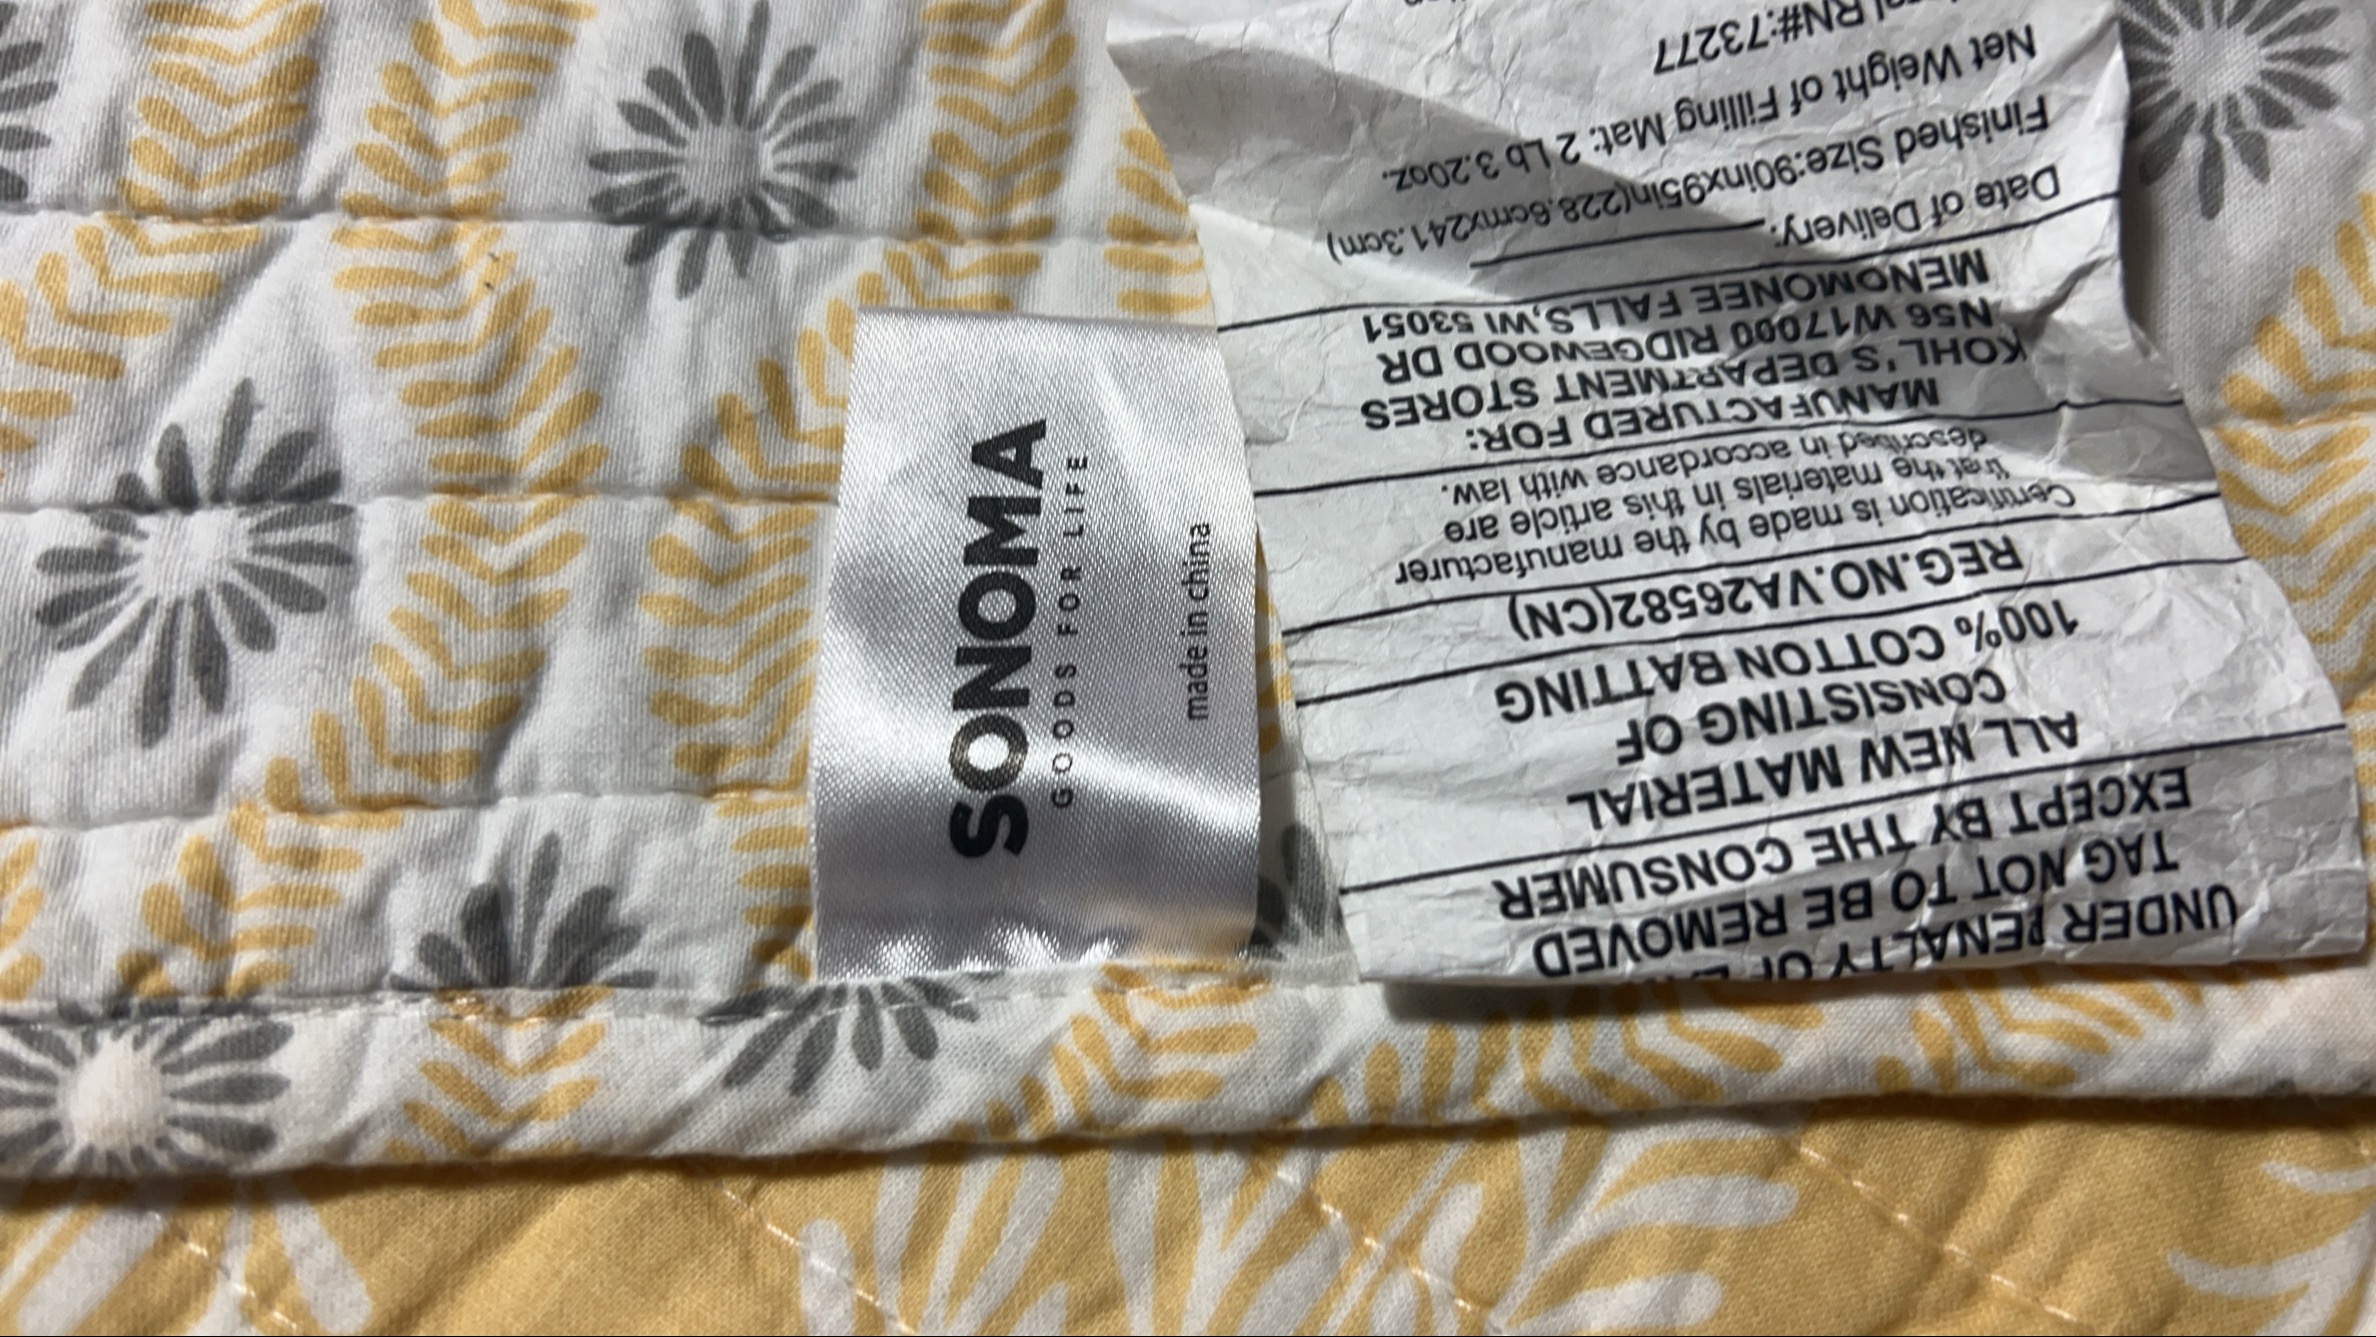 SONOMA
GOODS FOR LIFE
made in china
UNDER PENALTY OF
TAG NOT TO BE REMOVED
EXCEPT BY THE CONSUMER
ALL NEW MATERIAL
CONSISTING OF
100% COTTON BATTING
REG.NO.VA26582(CN)
Certification is made by the manufacturer
that the materials in this article are
described in accordance with law.
MANUFACTURED FOR:
KOHL'S DEPARTMENT STORES
N56 W17000 RIDGEWOOD DR
MENOMONEE FALLS,WI 53051
Date of Delivery:
Finished Size:90inx95in(228.6cmx241.3cm)
Net Weight of Filling Mat: 2 Lb 3.20oz.
RN#:73277